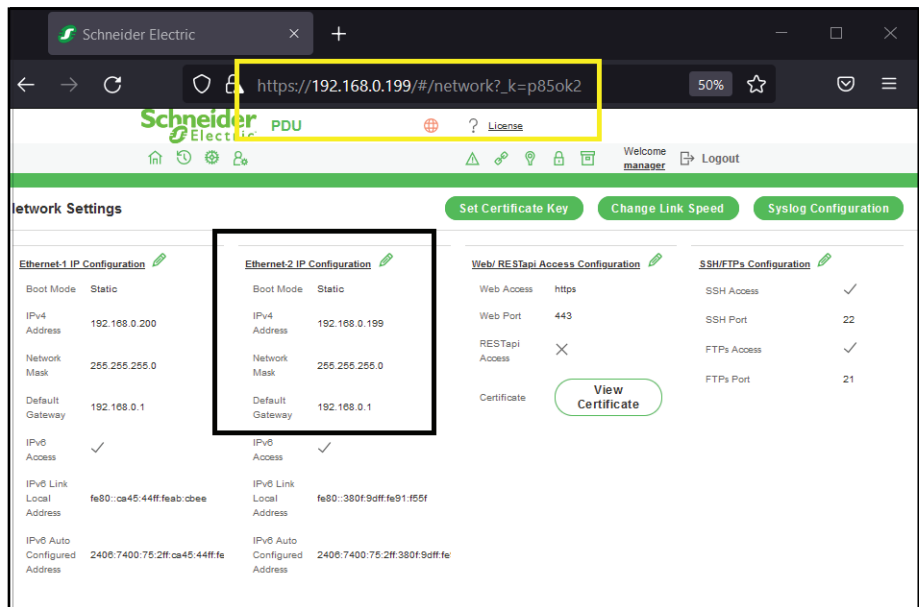 Schneider Electric
https://192.168.0.199/#/network?_k=p85ok2
50%
Schneider
Electric
PDU
? License
Welcome
manager
Logout
letwork Settings
Set Certificate Key
Change Link Speed
Syslog Configuration
Ethernet-1 IP Configuration
Boot Mode Static
IPv4
Address
192.168.0.200
Network
Mask
255.255.255.0
Default
Gateway
192.168.0.1
IPv6
Access
IPv6 Link
Local
Address
fe80::ca45:44ff:feab:cbee
IPv6 Auto
Configured
Address
2406:7400:75:2ff:ca45:44ff:fe
Ethernet-2 IP Configuration
Boot Mode Static
IPv4
Address
192.168.0.199
Network
Mask
255.255.255.0
Default
Gateway
192.168.0.1
IPv6
Access
IPv6 Link
Local
Address
fe80::380f:9dff:fe91:f55f
IPv6 Auto
Configured
Address
2406:7400:75:2ff:380f:9dff:fe
Web/ RESTapi Access Configuration
Web Access https
Web Port 443
RESTapi
Access
Certificate
View
Certificate
SSH/FTPs Configuration
SSH Access
SSH Port 22
FTPs Access
FTPs Port 21